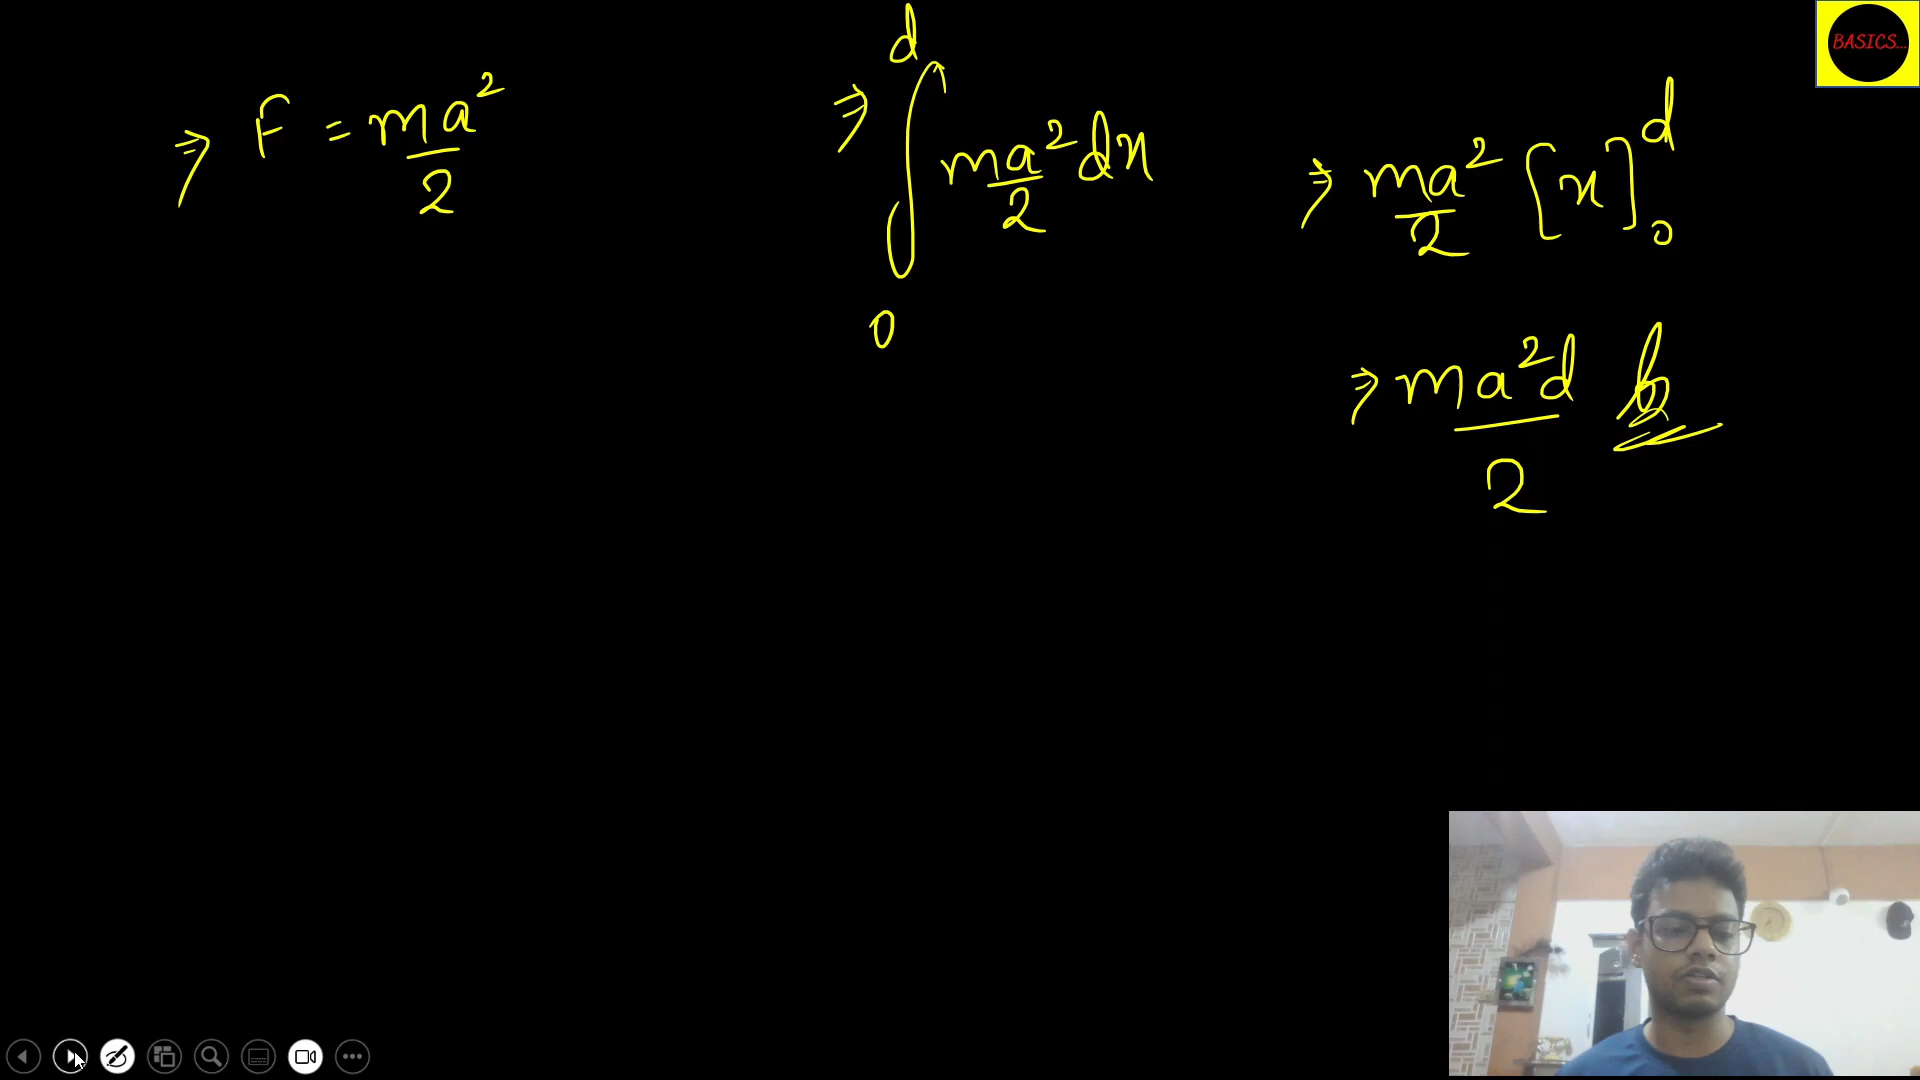 ⇒ F = ma²/2
⇒ ∫₀ᵈ ma²/2 dx
⇒ ma²/2 [x]₀ᵈ
⇒ ma²d/2
BASICS...